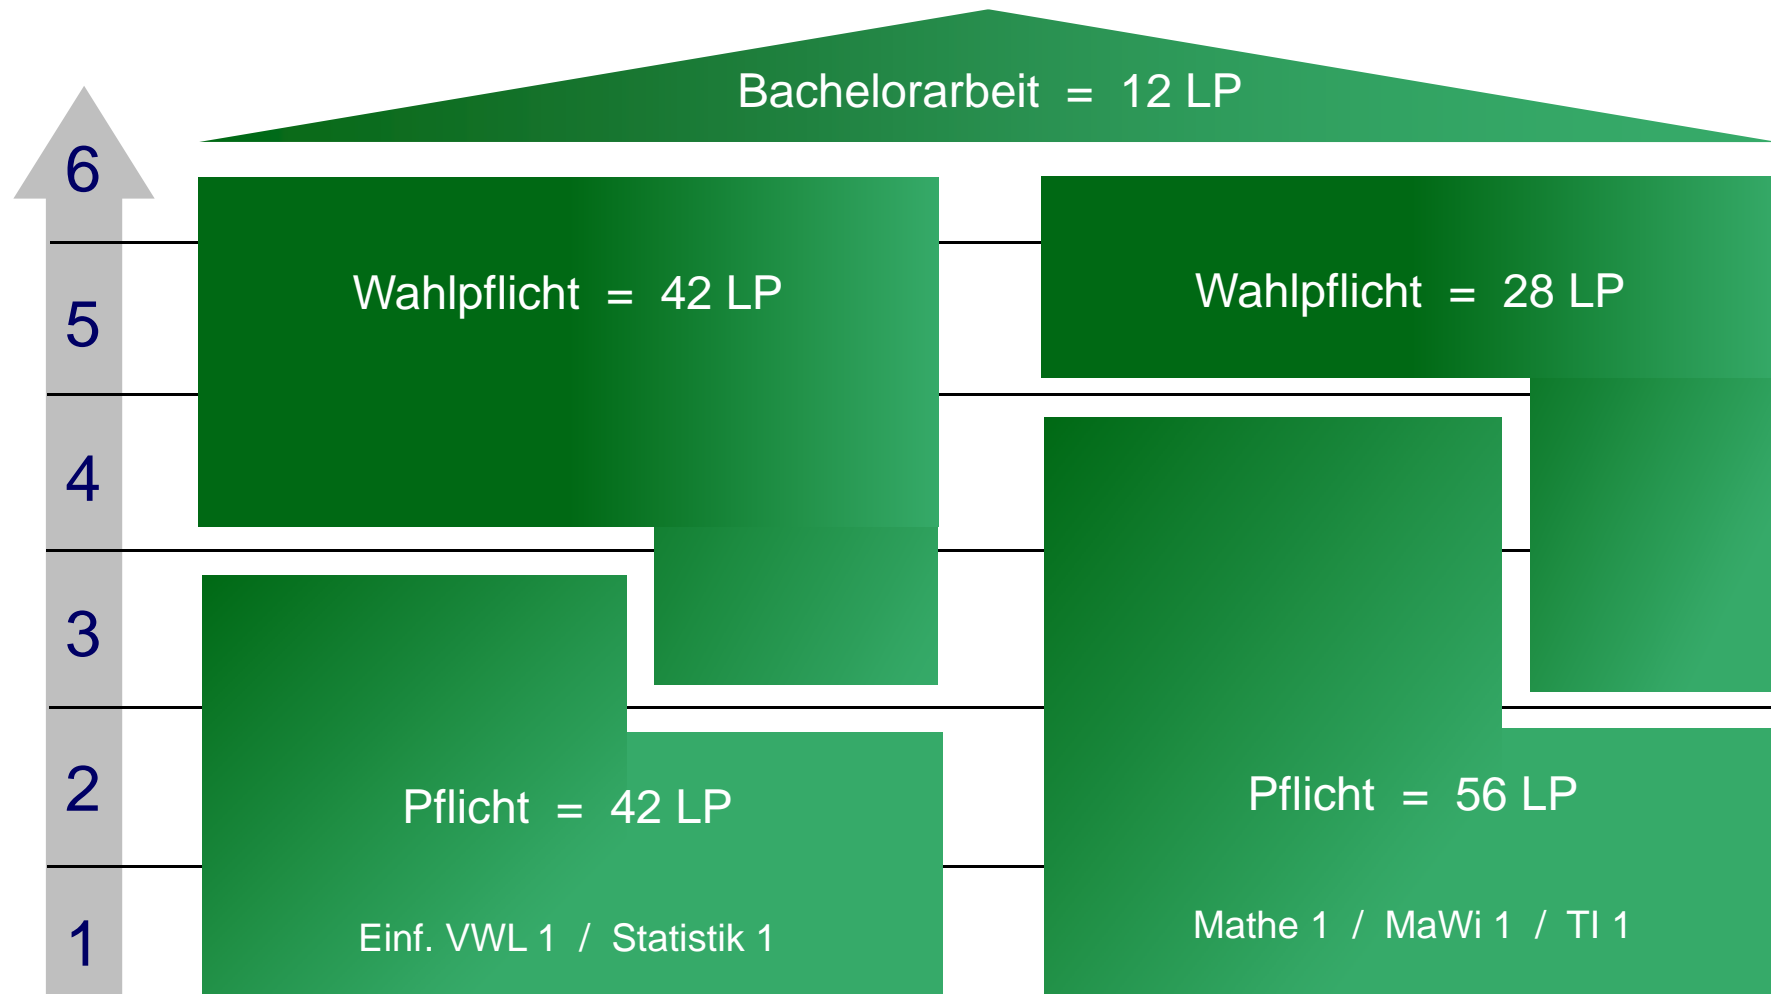 Bachelorarbeit = 12 LP
6
Wahlpflicht = 42 LP
Wahlpflicht = 28 LP
5
4
3
2
Pflicht = 42 LP
Pflicht = 56 LP
1
Einf. VWL 1 / Statistik 1
Mathe 1 / MaWi 1 / TI 1